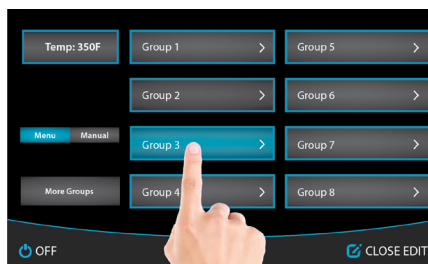 Temp: 350F
Group 1
Group 5
Group 2
Group 6
Menu Manual
Group 3
Group 7
More Groups
Group 4
Group 8
OFF
CLOSE EDIT